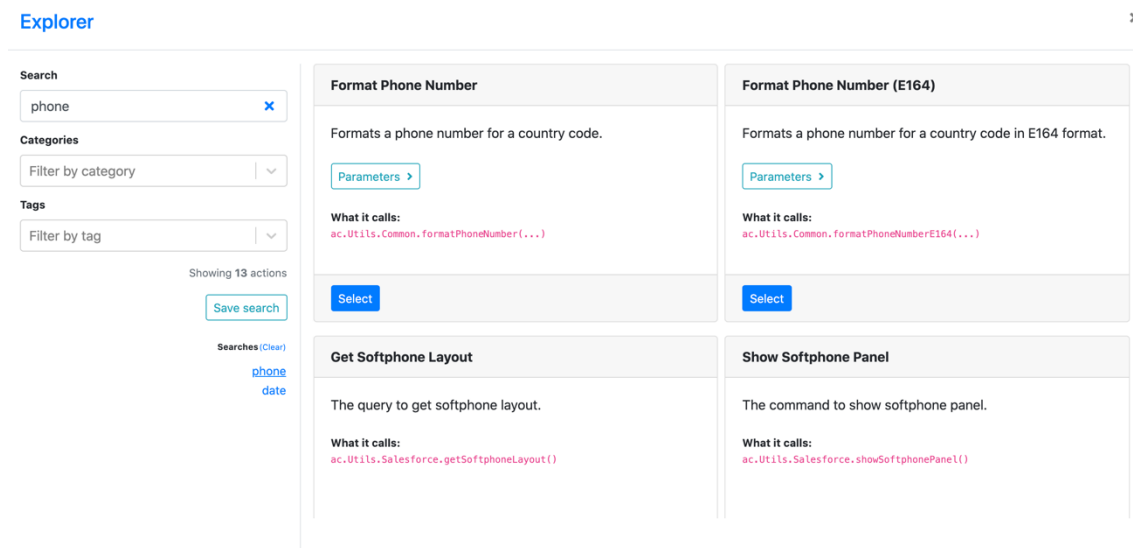 Explorer
Search
phone
Categories
Filter by category
Tags
Filter by tag
Showing 13 actions
Save search
Searches (Clear)
phone
date
Format Phone Number
Formats a phone number for a country code.
Parameters
What it calls:
ac.Utils.Common.formatPhoneNumber(...)
Select
Format Phone Number (E164)
Formats a phone number for a country code in E164 format.
Parameters
What it calls:
ac.Utils.Common.formatPhoneNumberE164(...)
Select
Get Softphone Layout
The query to get softphone layout.
What it calls:
ac.Utils.Salesforce.getSoftphoneLayout()
Show Softphone Panel
The command to show softphone panel.
What it calls:
ac.Utils.Salesforce.showSoftphonePanel()